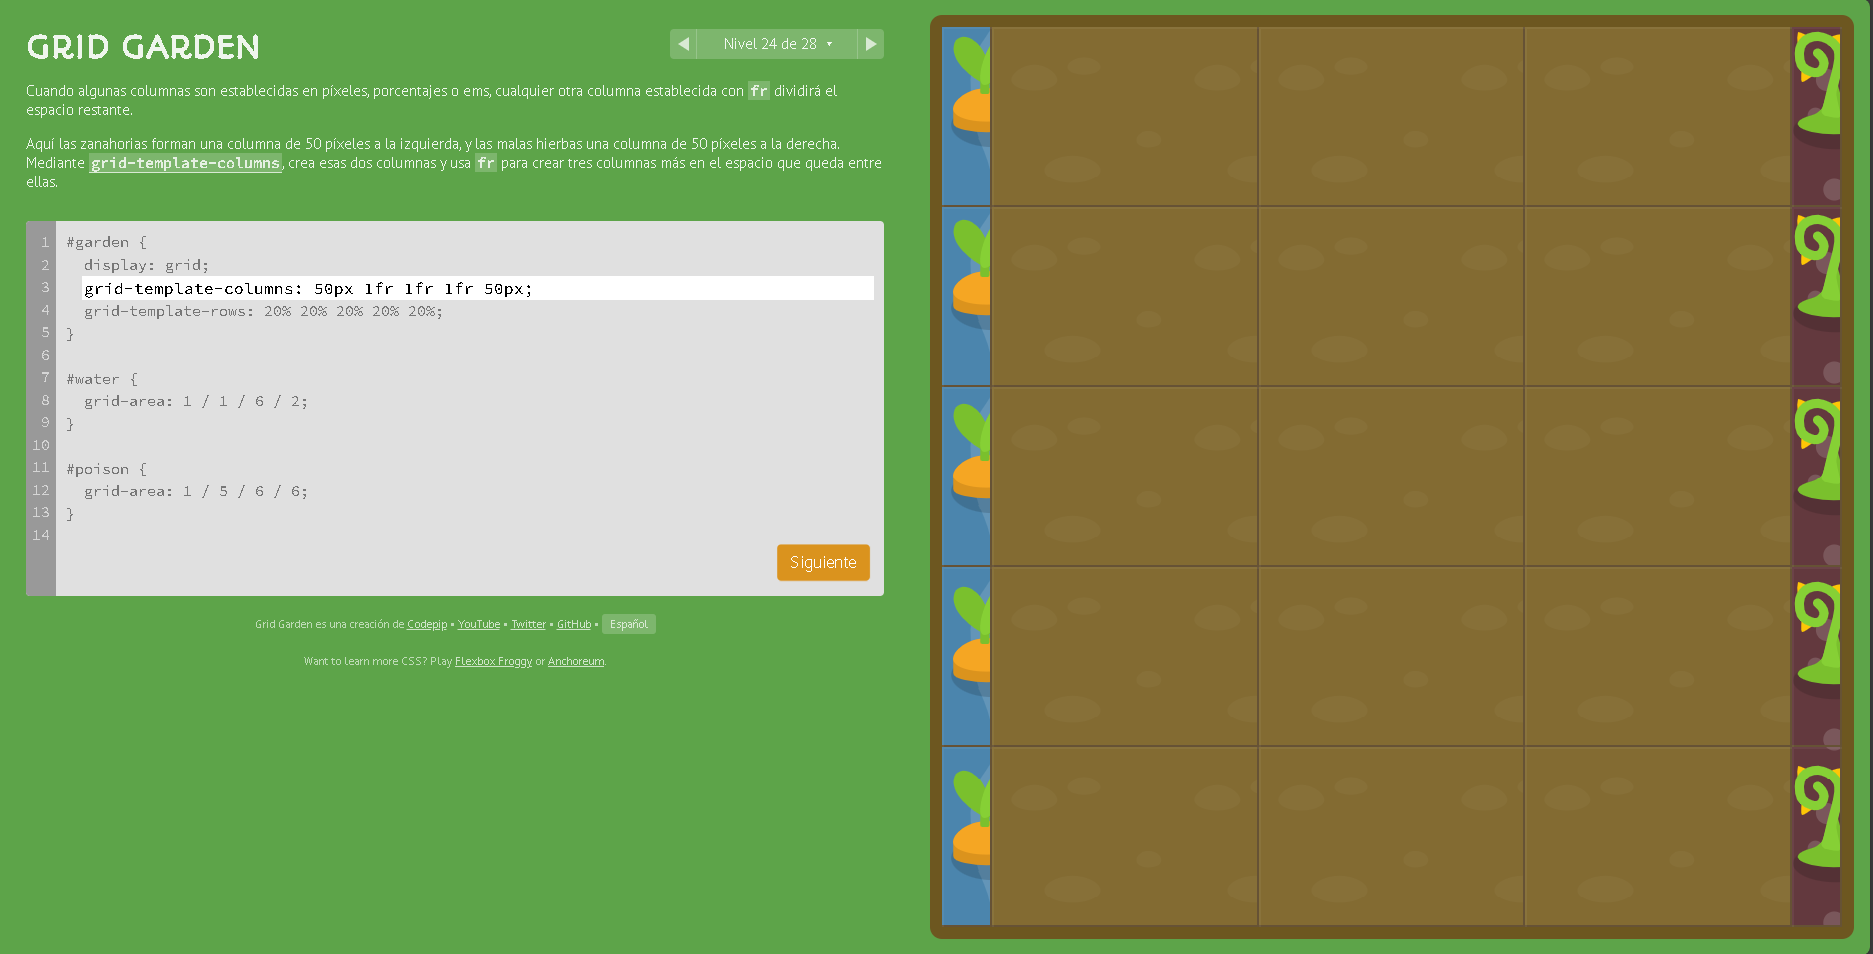 GRID GARDEN
Nivel 24 de 28 ▾
Cuando algunas columnas son establecidas en píxeles, porcentajes o ems, cualquier otra columna establecida con fr dividirá el
espacio restante.
Aquí las zanahorias forman una columna de 50 píxeles a la izquierda, y las malas hierbas una columna de 50 píxeles a la derecha.
Mediante grid-template-columns, crea esas dos columnas y usa fr para crear tres columnas más en el espacio que queda entre
ellas.
1 #garden {
2 display: grid;
3 grid-template-columns: 50px 1fr 1fr 1fr 50px;
4 grid-template-rows: 20% 20% 20% 20% 20%;
5 }
6
7 #water {
8 grid-area: 1 / 1 / 6 / 2;
9 }
10
11 #poison {
12 grid-area: 1 / 5 / 6 / 6;
13 }
14
Siguiente
Grid Garden es una creación de Codepip • YouTube • Twitter • GitHub • Español
Want to learn more CSS? Play Flexbox Froggy or Anchoreum.